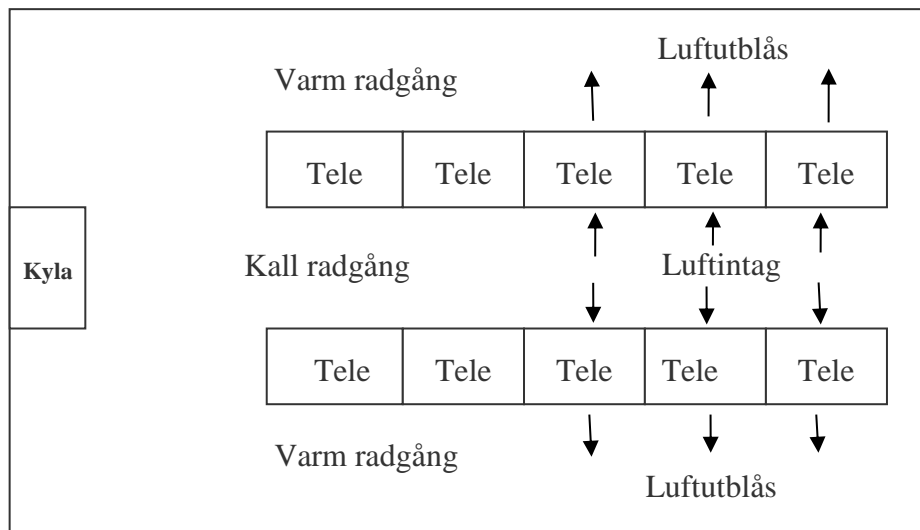 Luftutblås
Varm radgång
Tele Tele Tele Tele Tele
Kyla
Kall radgång
Luftintag
Tele Tele Tele Tele Tele
Varm radgång
Luftutblås